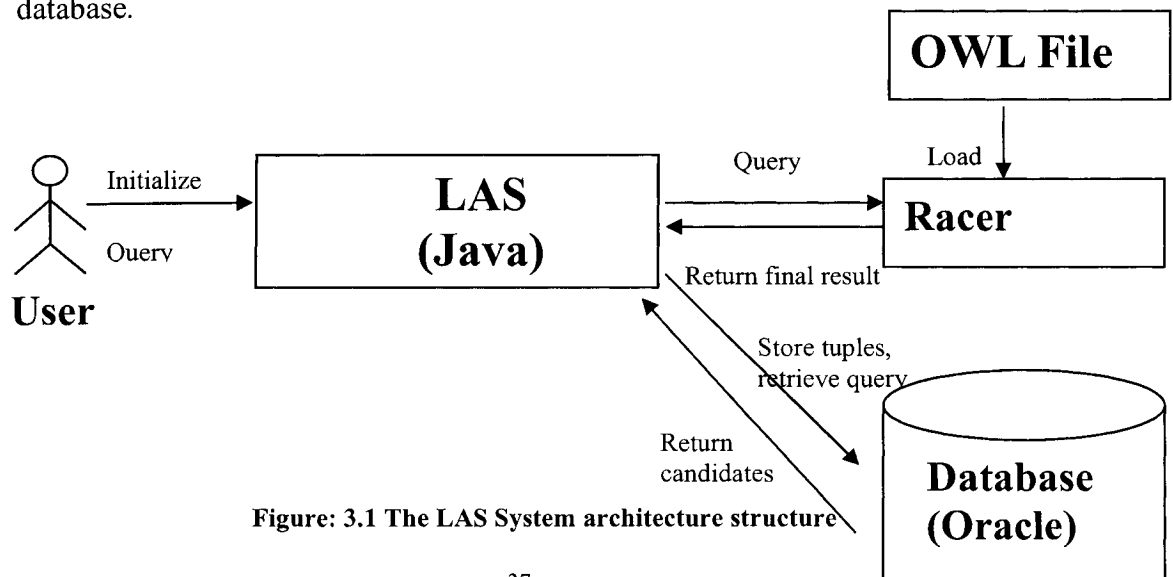 database.
OWL File
Initialize
Query
LAS
(Java)
Query
Load
Racer
Return final result
User
Store tuples,
retrieve query
Return
candidates
Database
(Oracle)
Figure: 3.1 The LAS System architecture structure